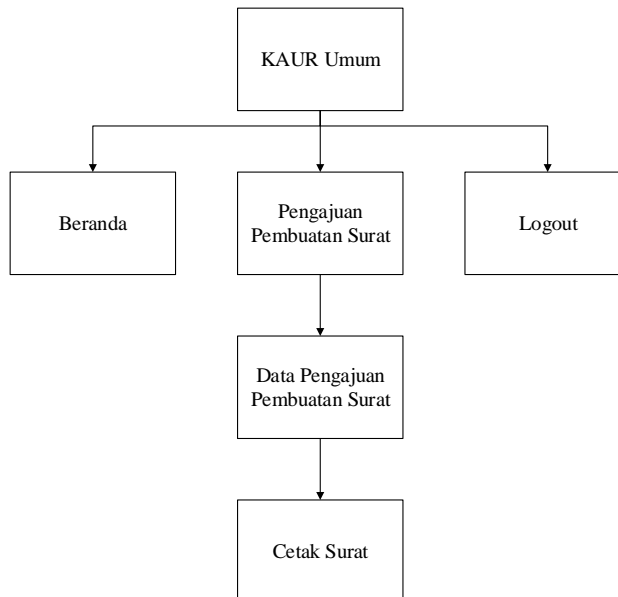 KAUR Umum
Beranda
Pengajuan
Pembuatan Surat
Logout
Data Pengajuan
Pembuatan Surat
Cetak Surat